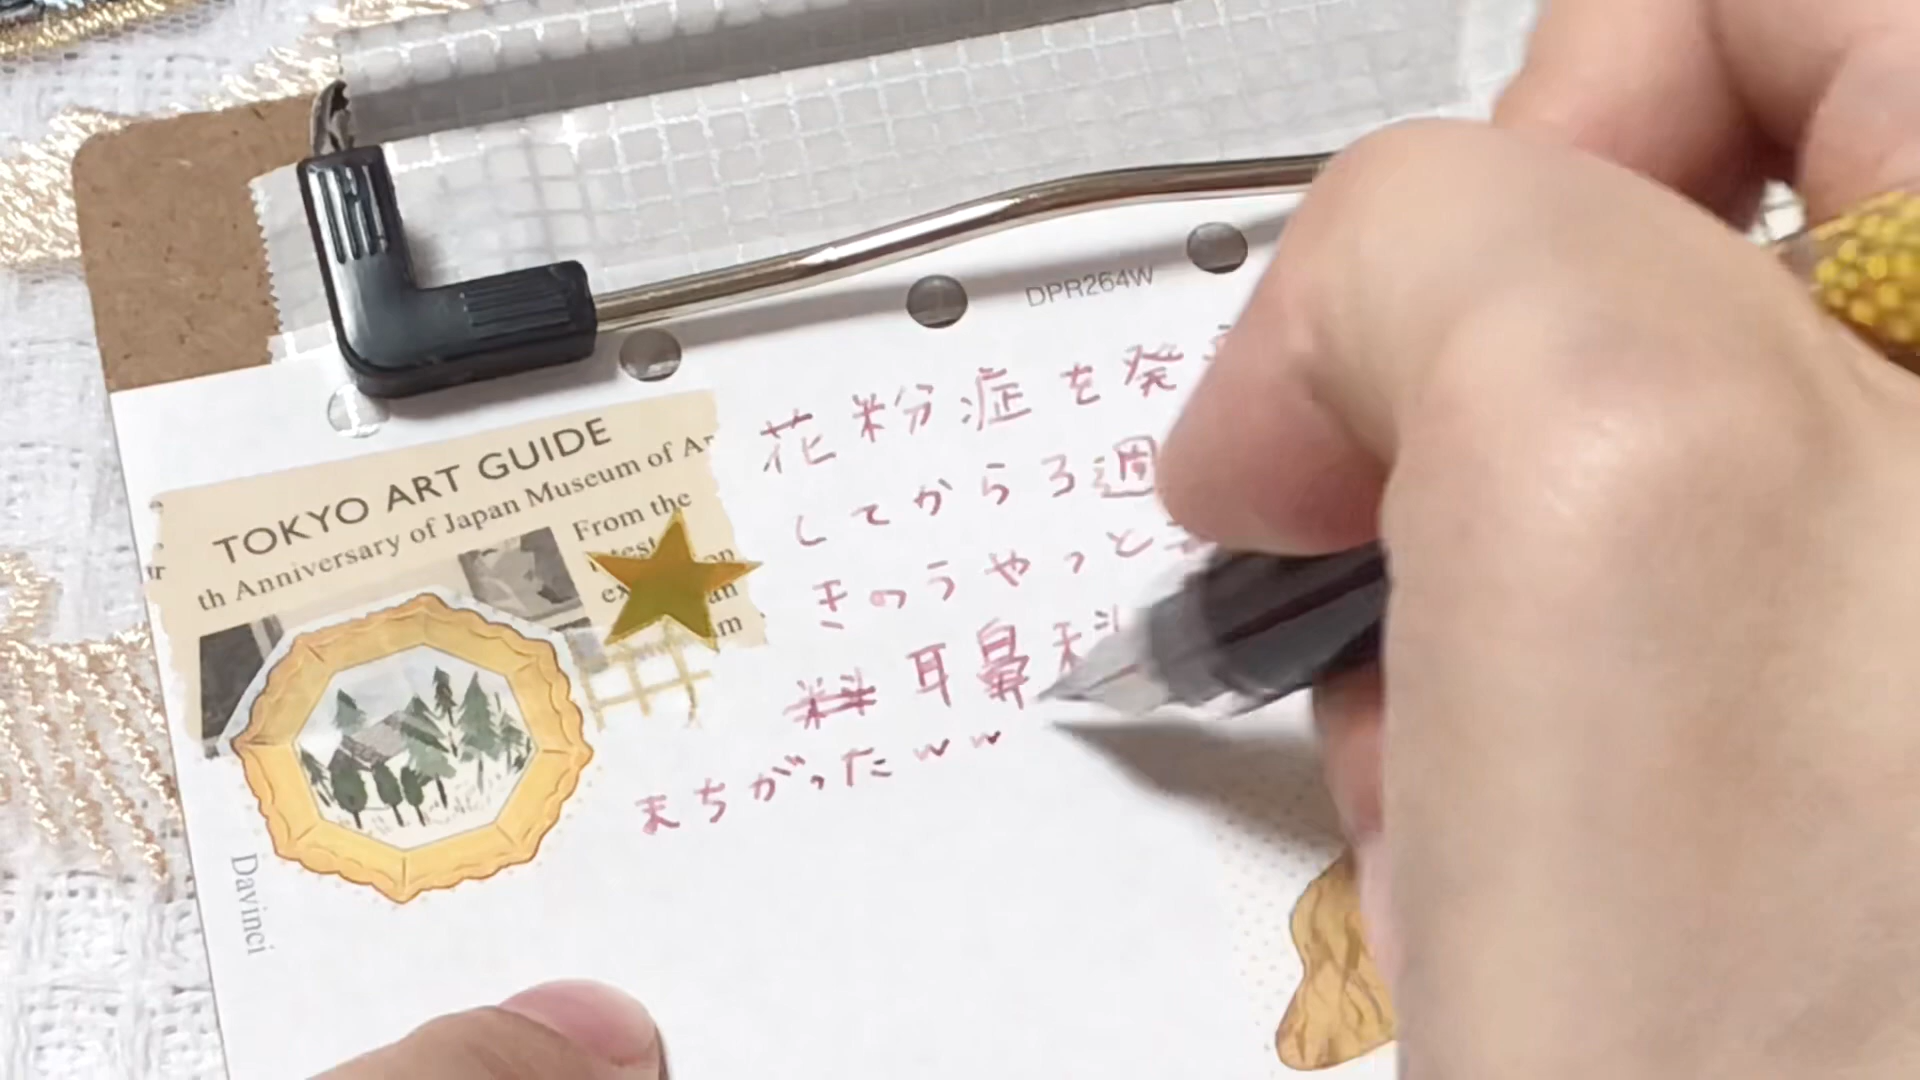 DPR264W
TOKYO ART GUIDE
th Anniversary of Japan Museum of Ar
From the
花粉症を発
してから3週
きのうやっと
料 耳鼻科
まちがったww
Davinci